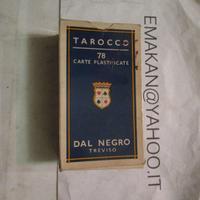 TAROCCO
78
CARTE PLASTIFICATE
DAL NEGRO
TREVISO
EMAKAN@YAHOO.IT